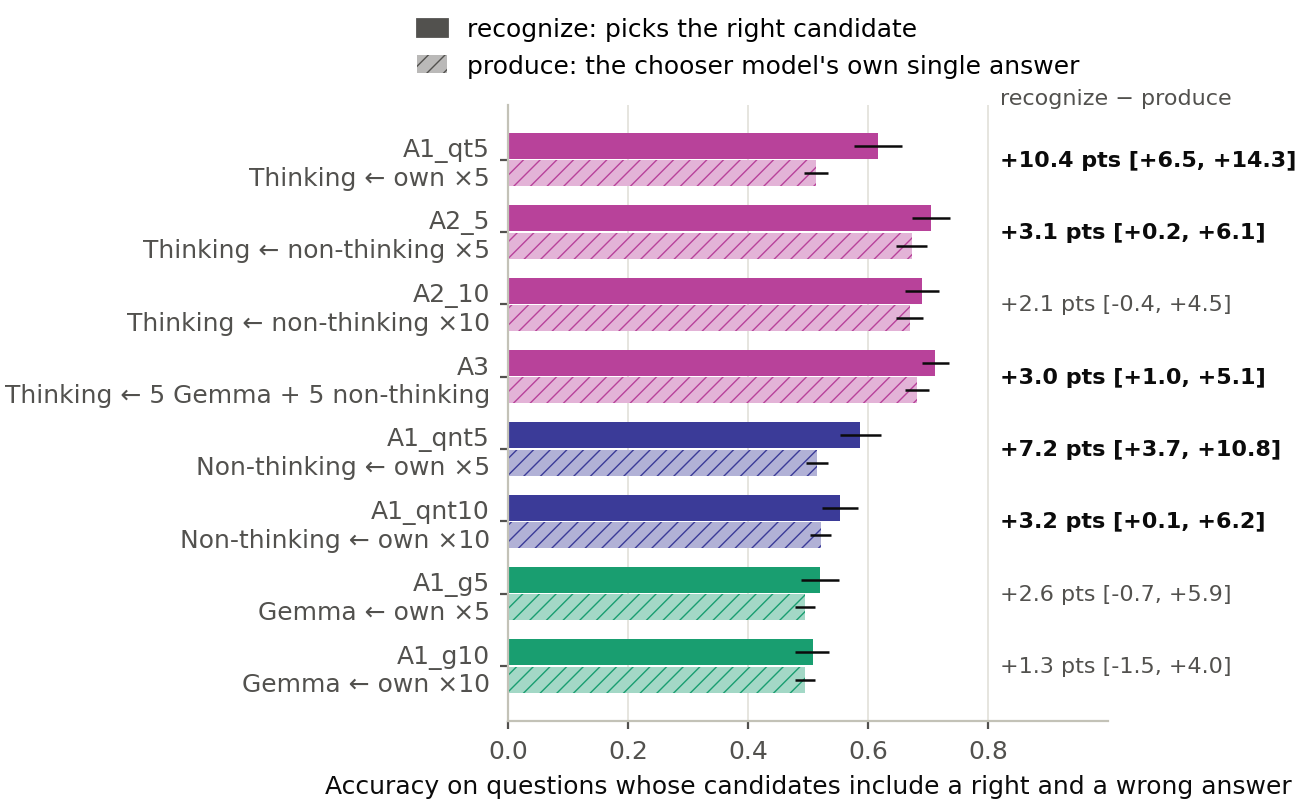 recognize: picks the right candidate
produce: the chooser model's own single answer
recognize − produce
A1_qt5
Thinking ← own ×5
+10.4 pts [+6.5, +14.3]
A2_5
Thinking ← non-thinking ×5
+3.1 pts [+0.2, +6.1]
A2_10
Thinking ← non-thinking ×10
+2.1 pts [-0.4, +4.5]
A3
Thinking ← 5 Gemma + 5 non-thinking
+3.0 pts [+1.0, +5.1]
A1_qnt5
Non-thinking ← own ×5
+7.2 pts [+3.7, +10.8]
A1_qnt10
Non-thinking ← own ×10
+3.2 pts [+0.1, +6.2]
A1_g5
Gemma ← own ×5
+2.6 pts [-0.7, +5.9]
A1_g10
Gemma ← own ×10
+1.3 pts [-1.5, +4.0]
0.0 0.2 0.4 0.6 0.8
Accuracy on questions whose candidates include a right and a wrong answer